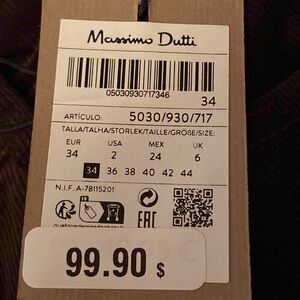 Massimo Dutti
05030930717346
34
ARTÍCULO: 5030/930/717
TALLA/TALHA/STORLEK/TAILLE/GRÖßE/SIZE:
EUR USA MEX UK
34 2 24 6
34 36 38 40 42 44
N.I.F. A-78115201
EAC
99.90 $